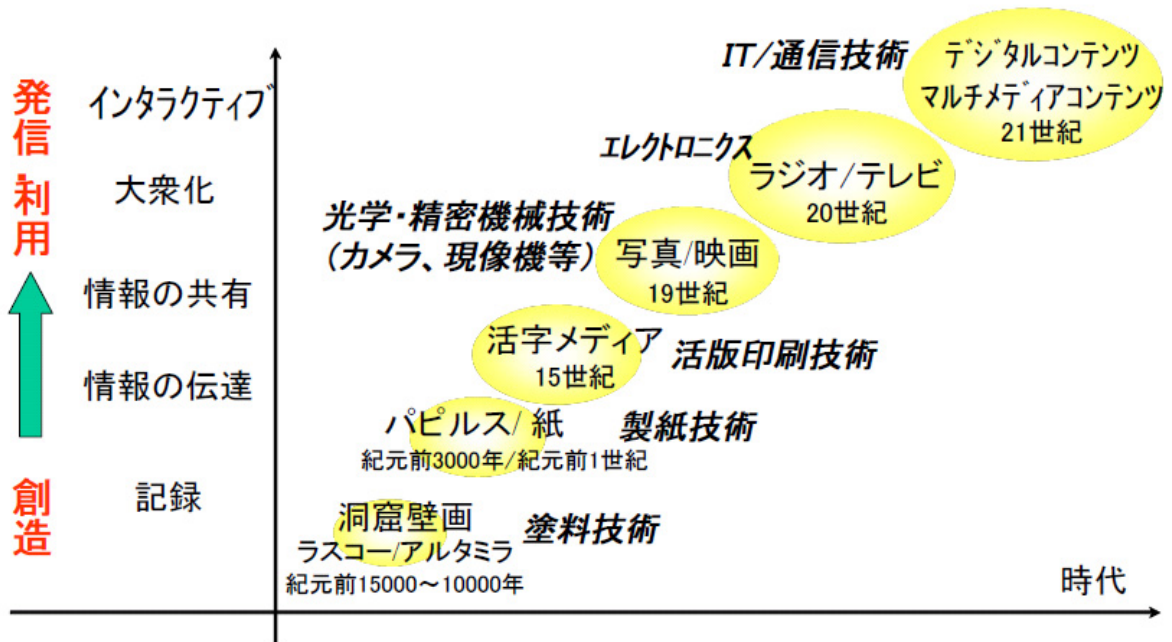 発信・利用
創造
インタラクティブ
大衆化
情報の共有
情報の伝達
記録
IT/通信技術
デジタルコンテンツ
マルチメディアコンテンツ
21世紀
エレクトロニクス
ラジオ/テレビ
20世紀
光学・精密機械技術
(カメラ、現像機等)
写真/映画
19世紀
活字メディア
15世紀
活版印刷技術
パピルス/紙
紀元前3000年/紀元前1世紀
製紙技術
洞窟壁画
ラスコー/アルタミラ
紀元前15000～10000年
塗料技術
時代